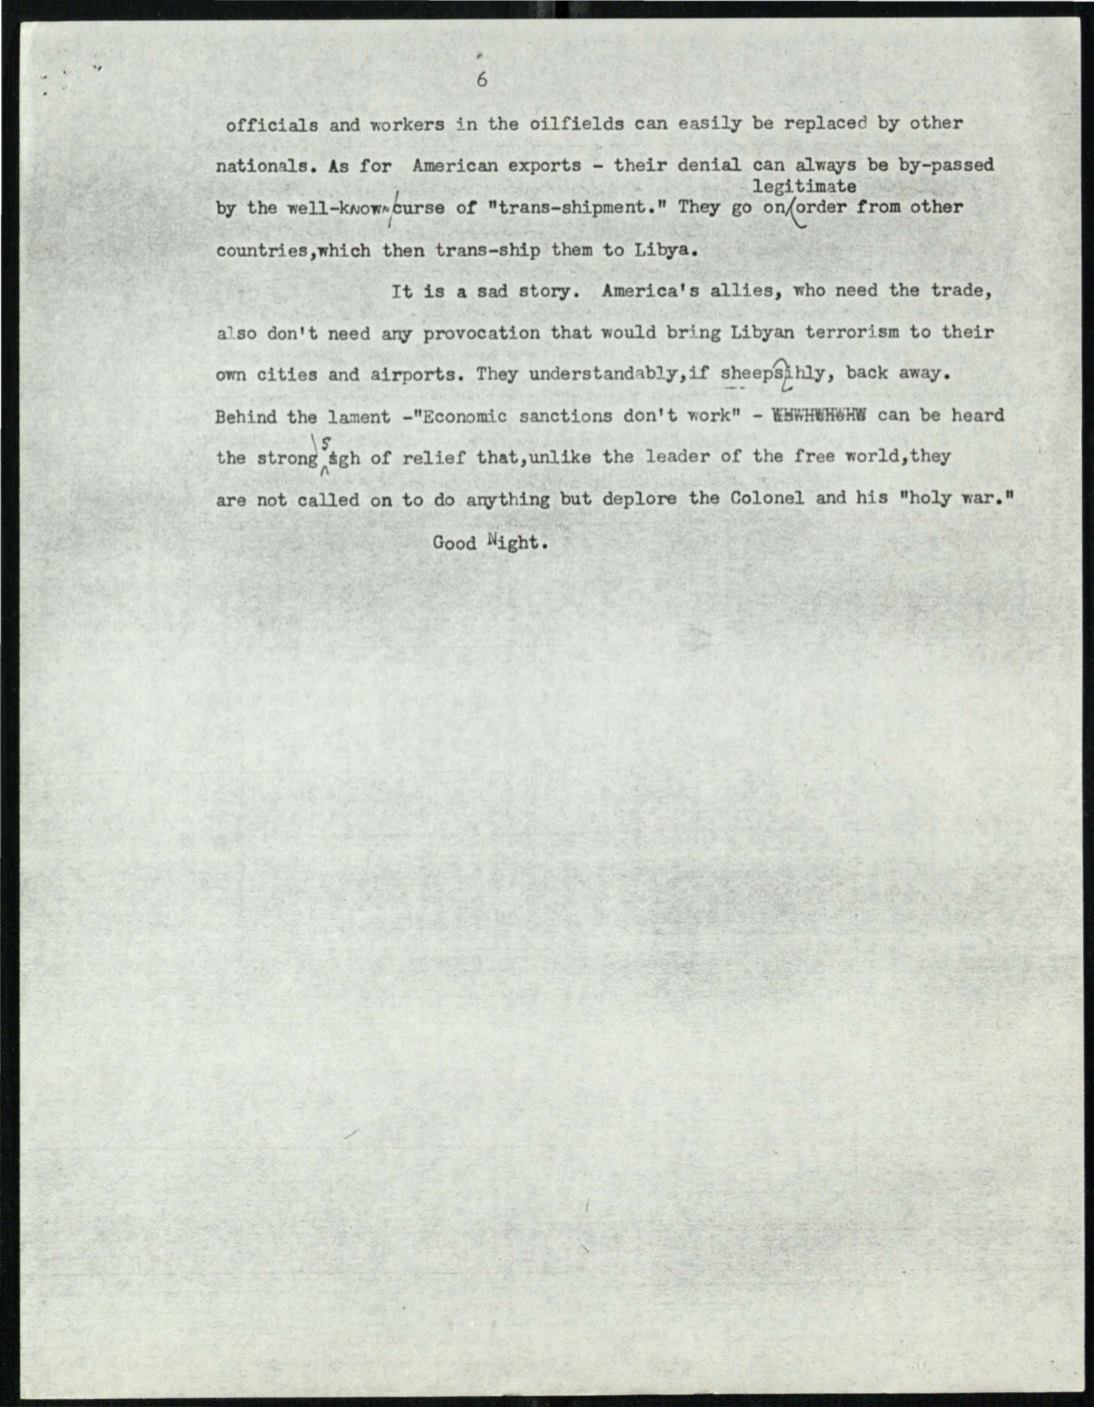 6
officials and workers in the oilfields can easily be replaced by other
nationals. As for American exports - their denial can always be by-passed
legitimate
by the well-known curse of "trans-shipment." They go on order from other
countries,which then trans-ship them to Libya.
It is a sad story. America's allies, who need the trade,
also don't need any provocation that would bring Libyan terrorism to their
own cities and airports. They understandably,if sheepsihly, back away.
Behind the lament -"Economic sanctions don't work" - can be heard
s
the strong sgh of relief that,unlike the leader of the free world,they
are not called on to do anything but deplore the Colonel and his "holy war."
Good Night.